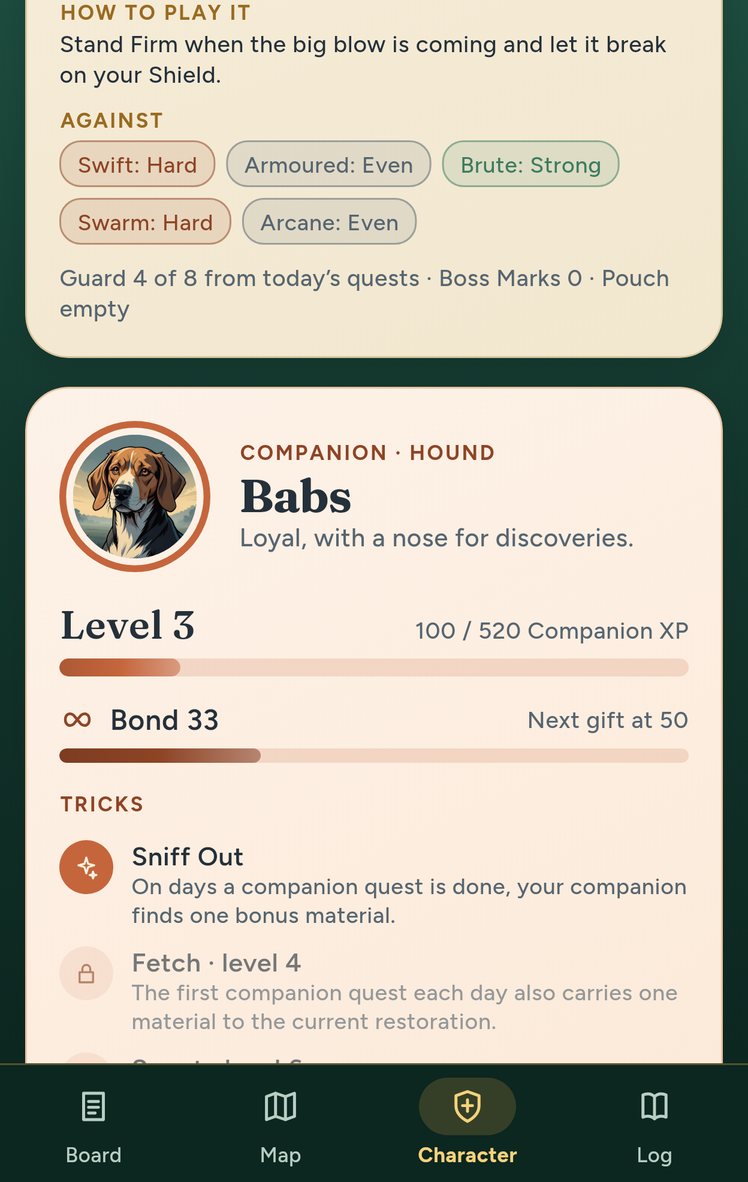 HOW TO PLAY IT
Stand Firm when the big blow is coming and let it break
on your Shield.
AGAINST
Swift: Hard
Armoured: Even
Brute: Strong
Swarm: Hard
Arcane: Even
Guard 4 of 8 from today’s quests · Boss Marks 0 · Pouch
empty
COMPANION · HOUND
Babs
Loyal, with a nose for discoveries.
Level 3
100 / 520 Companion XP
Bond 33
Next gift at 50
TRICKS
Sniff Out
On days a companion quest is done, your companion
finds one bonus material.
Fetch · level 4
The first companion quest each day also carries one
material to the current restoration.
Board
Map
Character
Log